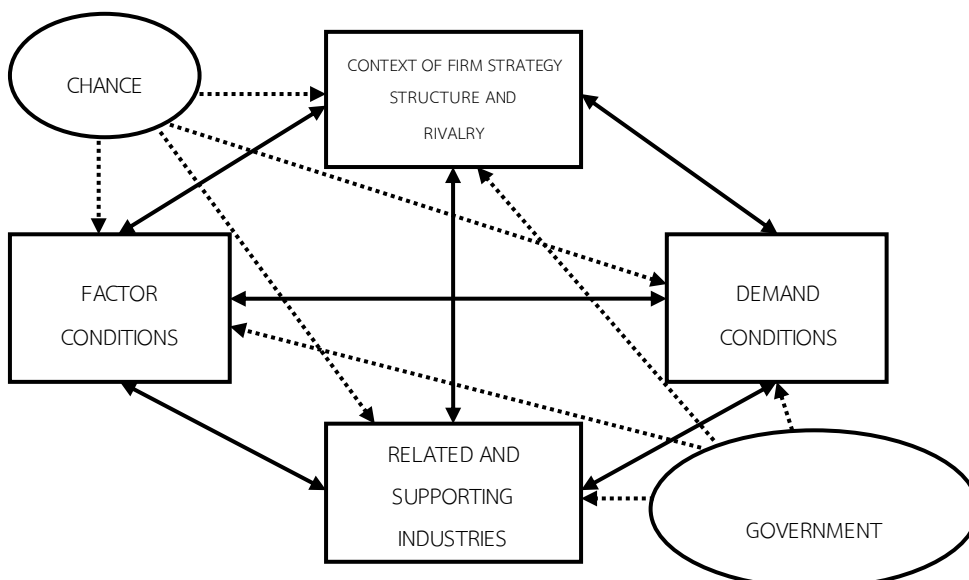 CHANCE
CONTEXT OF FIRM STRATEGY
STRUCTURE AND
RIVALRY
FACTOR
CONDITIONS
DEMAND
CONDITIONS
RELATED AND
SUPPORTING
INDUSTRIES
GOVERNMENT